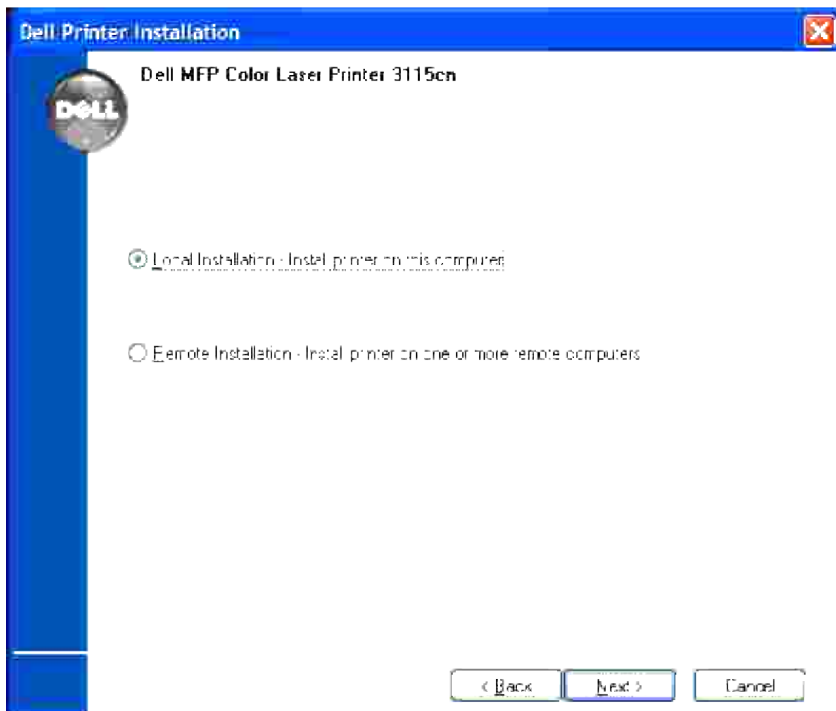 Dell Printer Installation
Dell MFP Color Laser Printer 3115cn
DELL
Local Installation - Install printer on this computer
Remote Installation - Install printer on one or more remote computers
< Back
Next >
Cancel